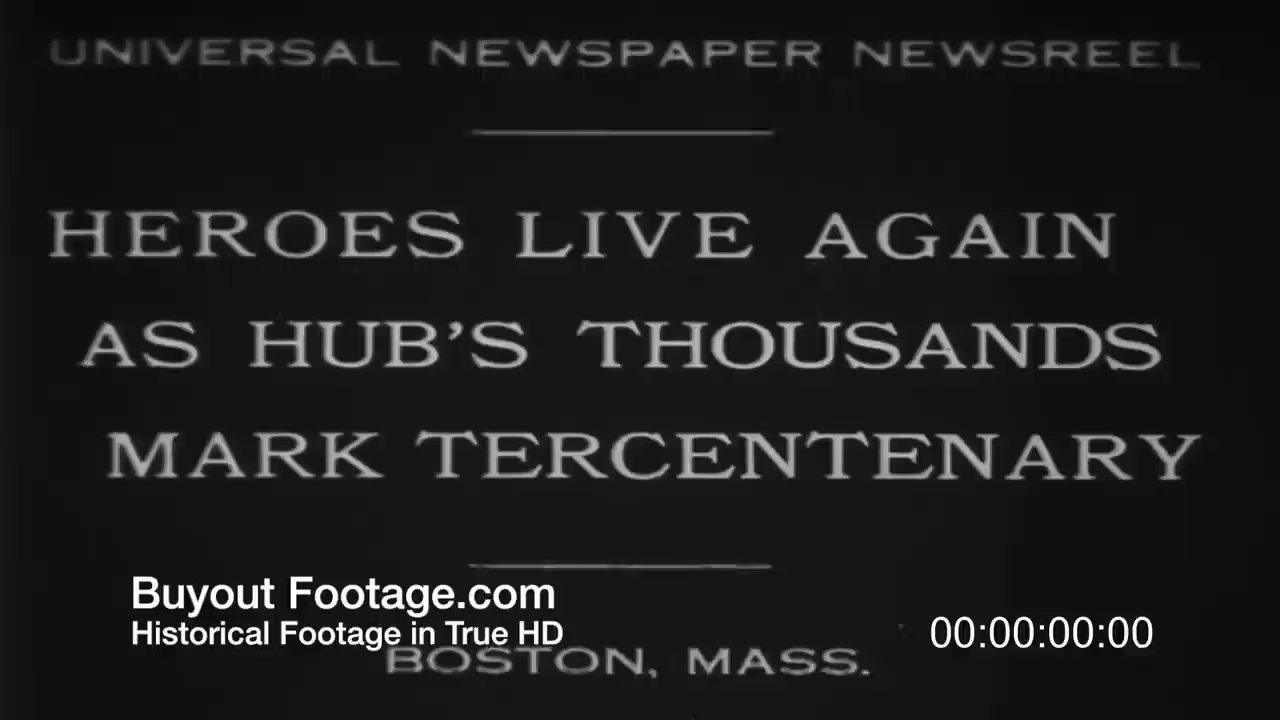 UNIVERSAL NEWSPAPER NEWSREEL
HEROES LIVE AGAIN
AS HUB'S THOUSANDS
MARK TERCENTENARY
Buyout Footage.com
Historical Footage in True HD
00:00:00:00
BOSTON, MASS.